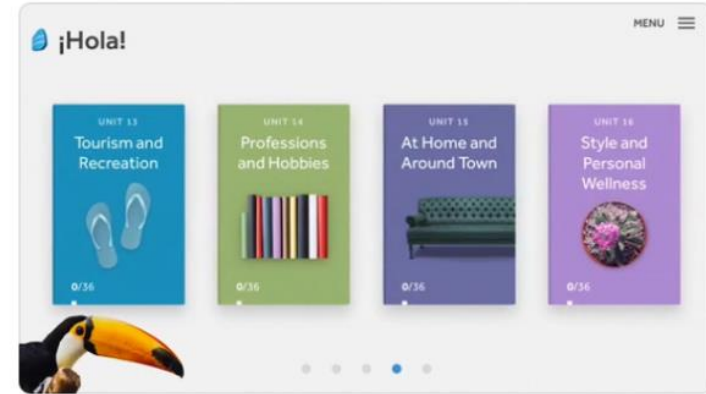 MENU
¡Hola!
UNIT 13
Tourism and
Recreation
0/36
UNIT 14
Professions
and Hobbies
0/36
UNIT 15
At Home and
Around Town
0/36
UNIT 16
Style and
Personal
Wellness
0/36